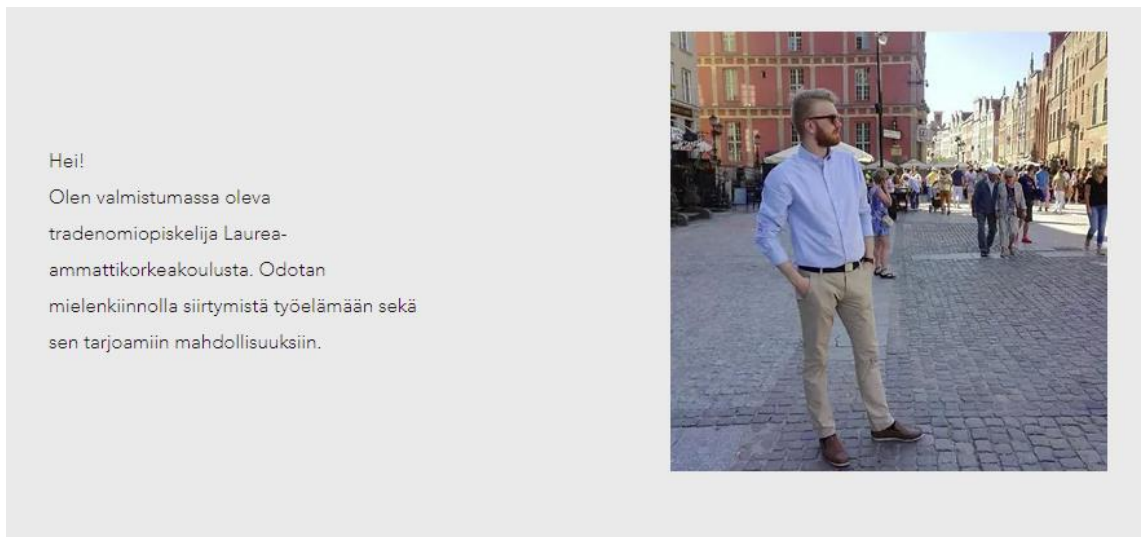 Hei!
Olen valmistumassa oleva
tradenomiopiskelija Laurea-
ammattikorkeakoulusta. Odotan
mielenkiinnolla siirtymistä työelämään sekä
sen tarjoamiin mahdollisuuksiin.